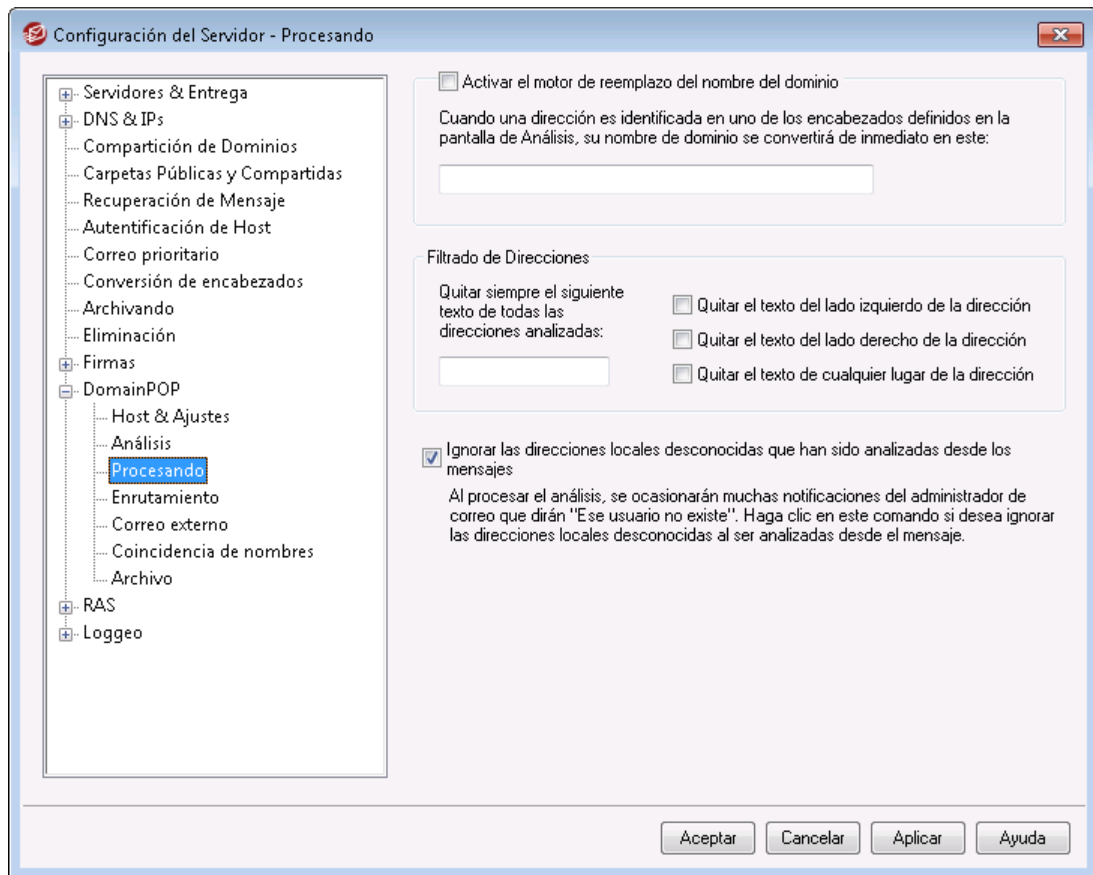 Configuración del Servidor - Procesando
Servidores & Entrega
DNS & IPs
Compartición de Dominios
Carpetas Públicas y Compartidas
Recuperación de Mensaje
Autentificación de Host
Correo prioritario
Conversión de encabezados
Archivando
Eliminación
Firmas
DomainPOP
Host & Ajustes
Análisis
Procesando
Enrutamiento
Correo externo
Coincidencia de nombres
Archivo
RAS
Loggeo
Activar el motor de reemplazo del nombre del dominio
Cuando una dirección es identificada en uno de los encabezados definidos en la
pantalla de Análisis, su nombre de dominio se convertirá de inmediato en este:
Filtrado de Direcciones
Quitar siempre el siguiente
texto de todas las
direcciones analizadas:
Quitar el texto del lado izquierdo de la dirección
Quitar el texto del lado derecho de la dirección
Quitar el texto de cualquier lugar de la dirección
Ignorar las direcciones locales desconocidas que han sido analizadas desde los
mensajes
Al procesar el análisis, se ocasionarán muchas notificaciones del administrador de
correo que dirán "Ese usuario no existe". Haga clic en este comando si desea ignorar
las direcciones locales desconocidas al ser analizadas desde el mensaje.
Aceptar
Cancelar
Aplicar
Ayuda